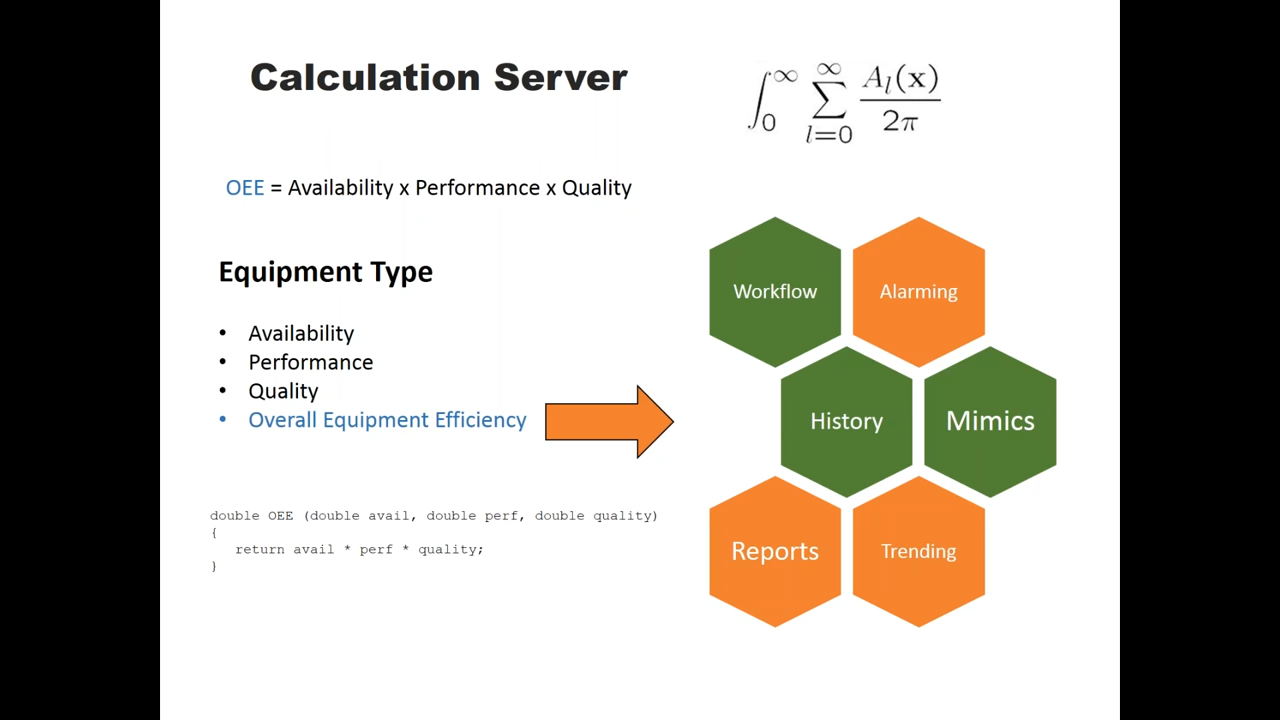 Calculation Server
∫₀^∞ ∑_{l=0}^∞ A_l(x)/2π
OEE = Availability x Performance x Quality
Equipment Type
• Availability
• Performance
• Quality
• Overall Equipment Efficiency
double OEE (double avail, double perf, double quality)
{
return avail * perf * quality;
}
Workflow
Alarming
History
Mimics
Reports
Trending